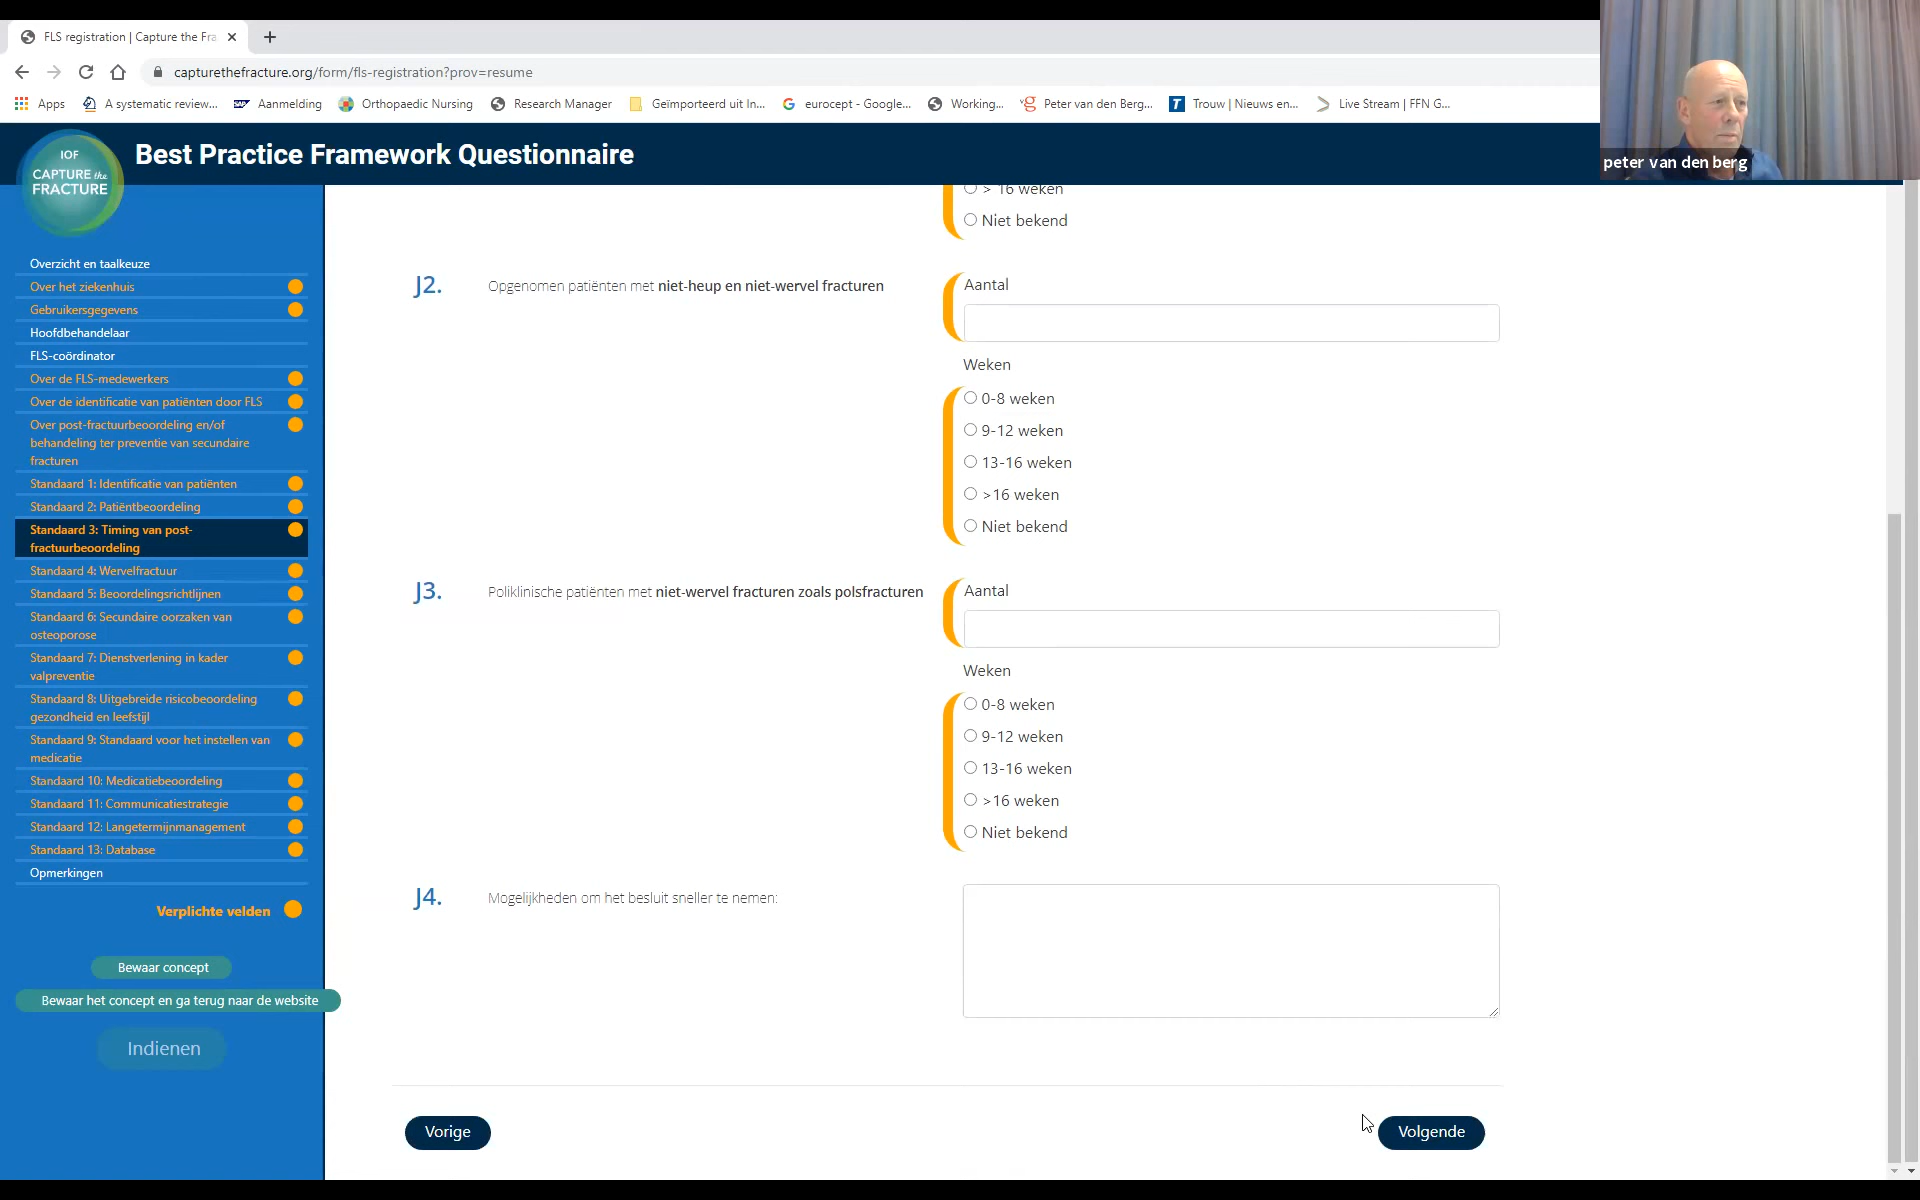 FLS registration | Capture the Fra
capturethefracture.org/form/fls-registration?prov=resume
Apps
A systematic review...
SAP
Aanmelding
Orthopaedic Nursing
Research Manager
Geïmporteerd uit In...
eurocept - Google...
Working...
Peter van den Berg...
T
Trouw | Nieuws en...
Live Stream | FFN G...
peter van den berg
IOF
CAPTURE the
FRACTURE
Best Practice Framework Questionnaire
Overzicht en taalkeuze
Over het ziekenhuis
Gebruikersgegevens
Hoofdbehandelaar
FLS-coördinator
Over de FLS-medewerkers
Over de identificatie van patiënten door FLS
Over post-fractuurbeoordeling en/of
behandeling ter preventie van secundaire
fracturen
Standaard 1: Identificatie van patiënten
Standaard 2: Patiëntbeoordeling
Standaard 3: Timing van post-
fractuurbeoordeling
Standaard 4: Wervelfractuur
Standaard 5: Beoordelingsrichtlijnen
Standaard 6: Secundaire oorzaken van
osteoporose
Standaard 7: Dienstverlening in kader
valpreventie
Standaard 8: Uitgebreide risicobeoordeling
gezondheid en leefstijl
Standaard 9: Standaard voor het instellen van
medicatie
Standaard 10: Medicatiebeoordeling
Standaard 11: Communicatiestrategie
Standaard 12: Langetermijnmanagement
Standaard 13: Database
Opmerkingen
Verplichte velden
Bewaar concept
Bewaar het concept en ga terug naar de website
Indienen
> 16 weken
Niet bekend
J2.
Opgenomen patiënten met niet-heup en niet-wervel fracturen
Aantal
Weken
0-8 weken
9-12 weken
13-16 weken
>16 weken
Niet bekend
J3.
Poliklinische patiënten met niet-wervel fracturen zoals polsfracturen
Aantal
Weken
0-8 weken
9-12 weken
13-16 weken
>16 weken
Niet bekend
J4.
Mogelijkheden om het besluit sneller te nemen:
Vorige
Volgende